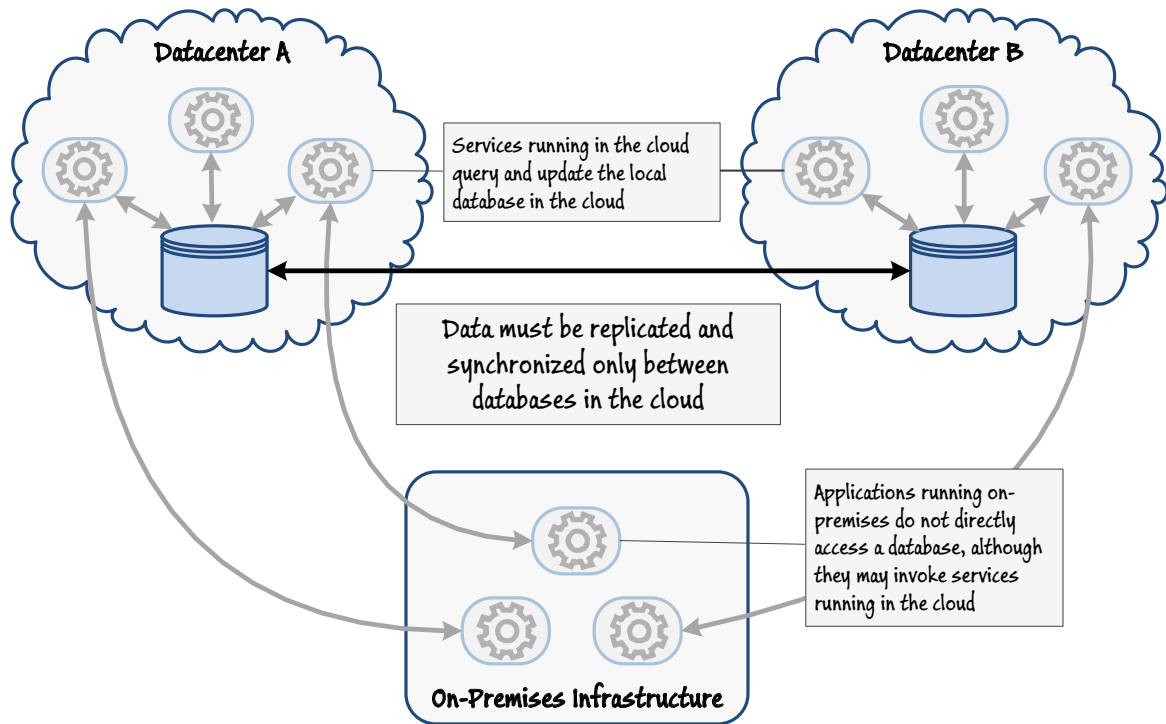 Datacenter A
Datacenter B
Services running in the cloud
query and update the local
database in the cloud
Data must be replicated and
synchronized only between
databases in the cloud
Applications running on-
premises do not directly
access a database, although
they may invoke services
running in the cloud
On-Premises Infrastructure